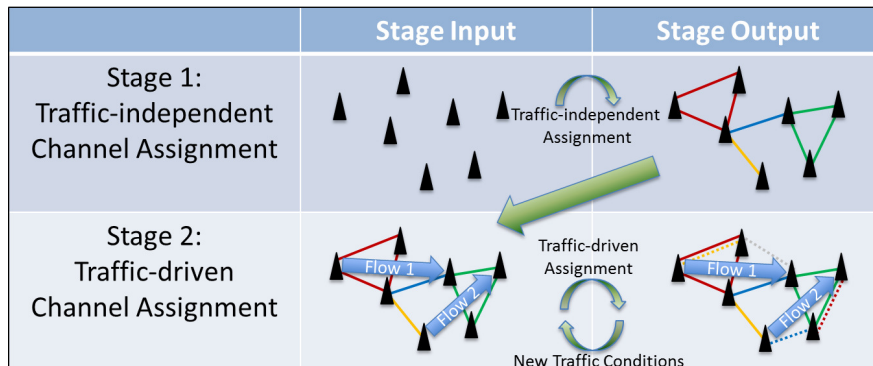 Stage Input
Stage Output
Stage 1:
Traffic-independent
Channel Assignment
Traffic-independent
Assignment
Stage 2:
Traffic-driven
Channel Assignment
Flow 1
Flow 2
Traffic-driven
Assignment
New Traffic Conditions
Flow 1
Flow 2